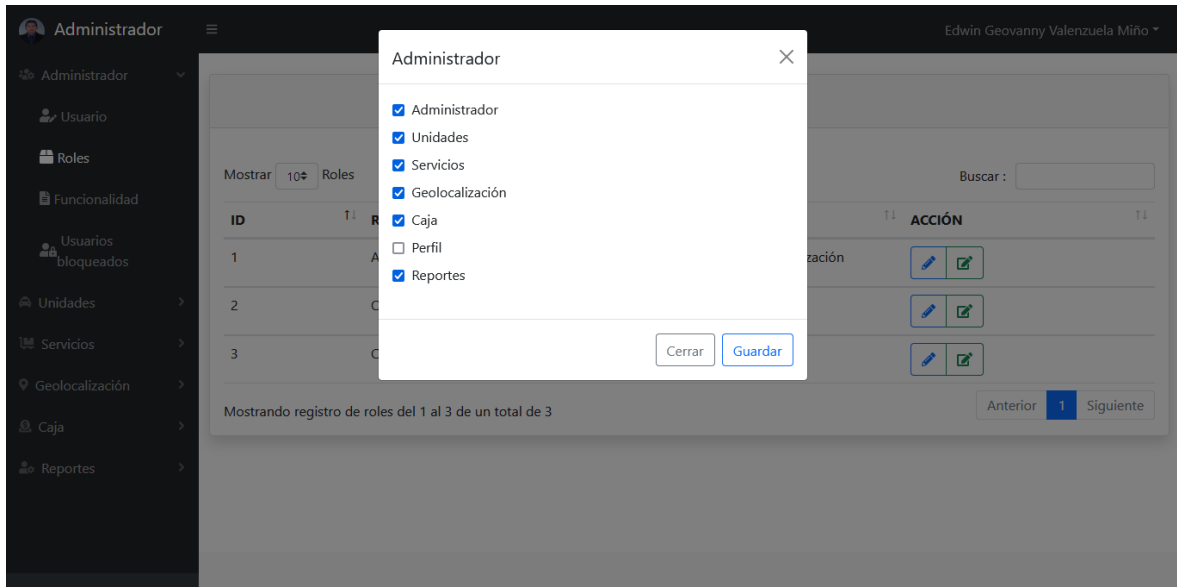 Administrador
Edwin Geovanny Valenzuela Miño
Administrador
Usuario
Roles
Funcionalidad
Usuarios
bloqueados
Unidades
Servicios
Geolocalización
Caja
Reportes
Administrador
Administrador
Unidades
Servicios
Geolocalización
Caja
Perfil
Reportes
Cerrar
Guardar
Mostrar 10 Roles
Buscar :
ID R ACCIÓN
1 A zación
2 C
3 C
Mostrando registro de roles del 1 al 3 de un total de 3
Anterior 1 Siguiente